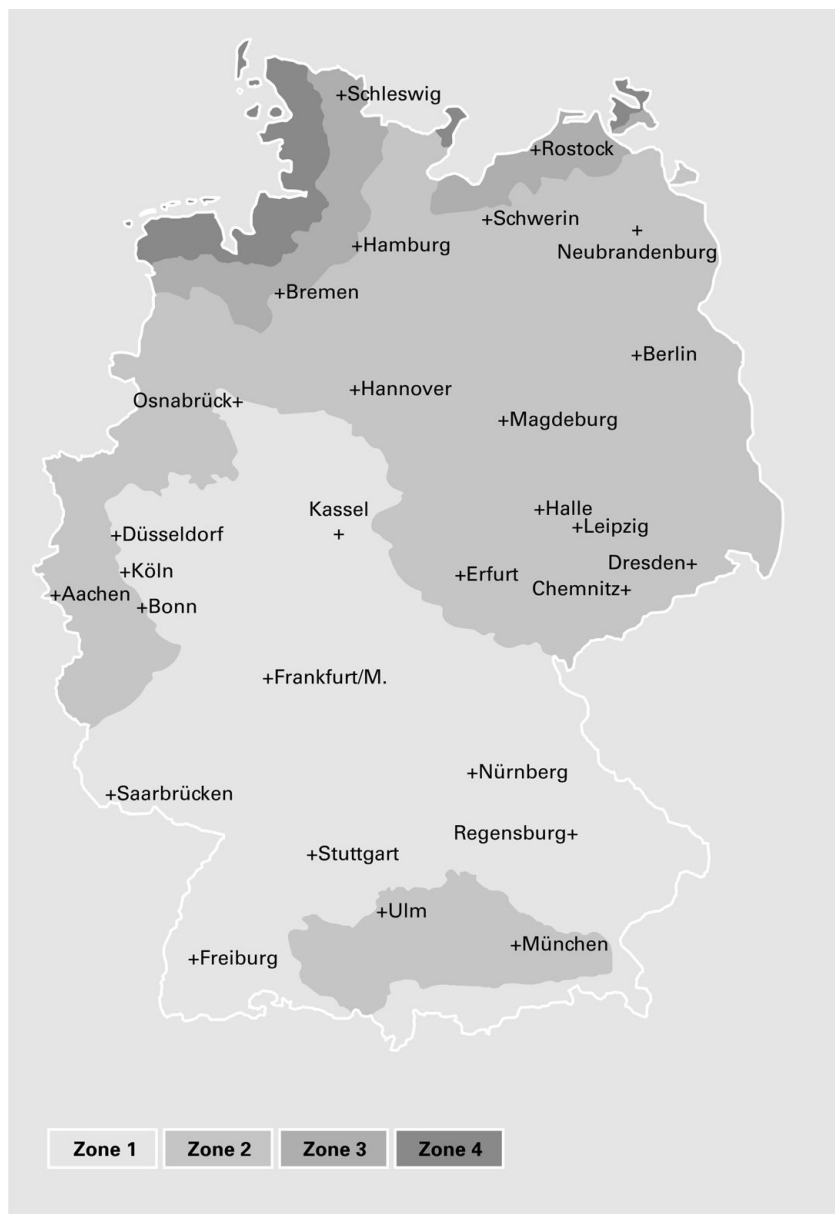 +Schleswig
+Rostock
+Schwerin
+
Neubrandenburg
+Hamburg
+Bremen
+Berlin
+Hannover
Osnabrück+
+Magdeburg
Kassel
+
+Halle
+Leipzig
+Düsseldorf
Dresden+
+Köln
+Erfurt
Chemnitz+
+Aachen
+Bonn
+Frankfurt/M.
+Nürnberg
+Saarbrücken
Regensburg+
+Stuttgart
+Ulm
+München
+Freiburg
Zone 1 Zone 2 Zone 3 Zone 4